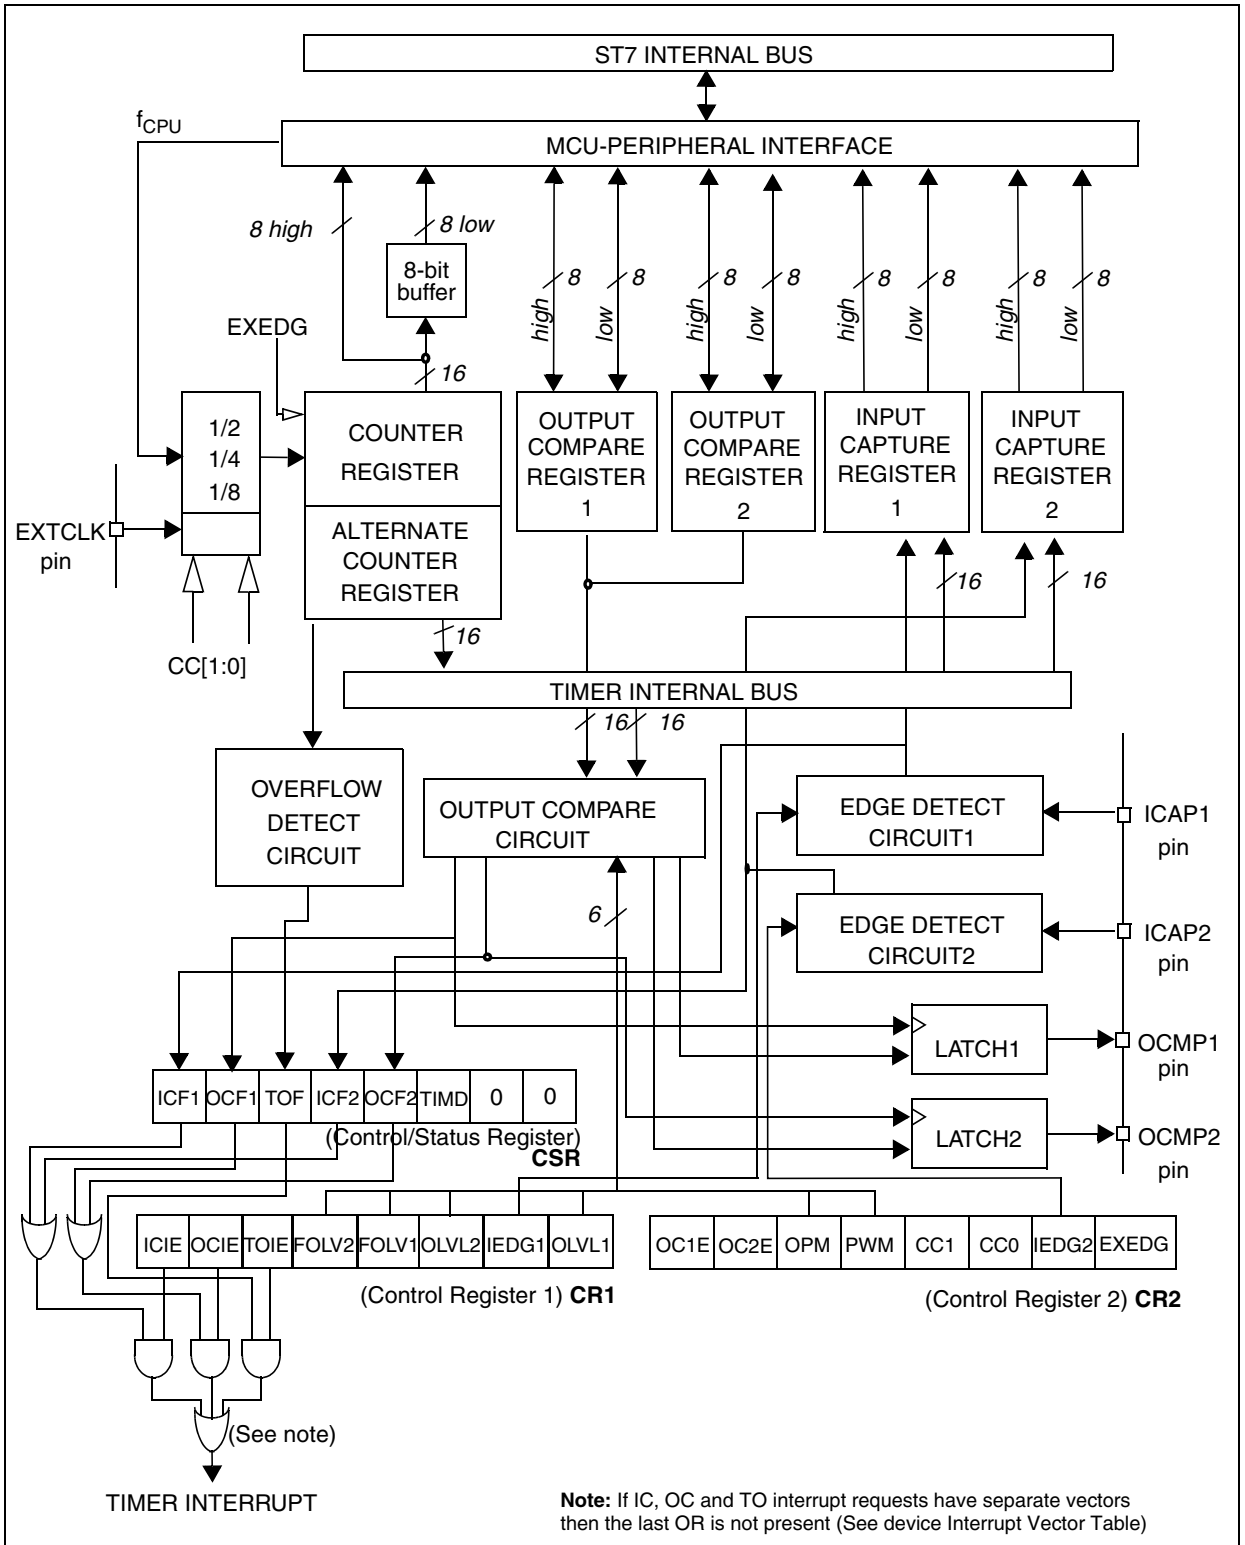 ST7 INTERNAL BUS
fCPU
MCU-PERIPHERAL INTERFACE
8 high
8 low
8-bit
buffer
8
8
8
8
8
8
8
8
high
low
high
low
high
low
high
low
EXEDG
16
1/2
1/4
1/8
COUNTER
REGISTER
OUTPUT
COMPARE
REGISTER
1
OUTPUT
COMPARE
REGISTER
2
INPUT
CAPTURE
REGISTER
1
INPUT
CAPTURE
REGISTER
2
EXTCLK
pin
ALTERNATE
COUNTER
REGISTER
16
16
16
CC[1:0]
TIMER INTERNAL BUS
16
16
OVERFLOW
DETECT
CIRCUIT
OUTPUT COMPARE
CIRCUIT
EDGE DETECT
CIRCUIT1
ICAP1
pin
6
EDGE DETECT
CIRCUIT2
ICAP2
pin
LATCH1
OCMP1
pin
LATCH2
OCMP2
pin
ICF1 OCF1 TOF ICF2 OCF2 TIMD 0 0
(Control/Status Register)
CSR
ICIE OCIE TOIE FOLV2 FOLV1 OLVL2 IEDG1 OLVL1
OC1E OC2E OPM PWM CC1 CC0 IEDG2 EXEDG
(Control Register 1) CR1
(Control Register 2) CR2
(See note)
TIMER INTERRUPT
Note: If IC, OC and TO interrupt requests have separate vectors
then the last OR is not present (See device Interrupt Vector Table)